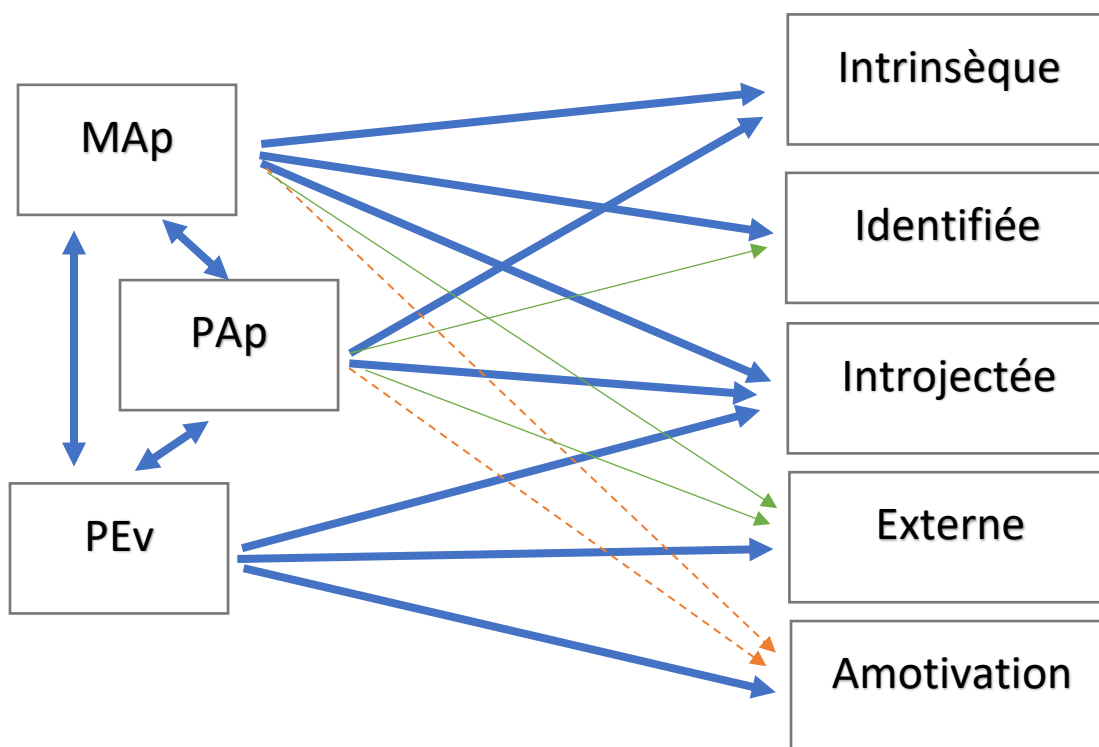 MAp
PAp
PEv
Intrinsèque
Identifiée
Introjectée
Externe
Amotivation